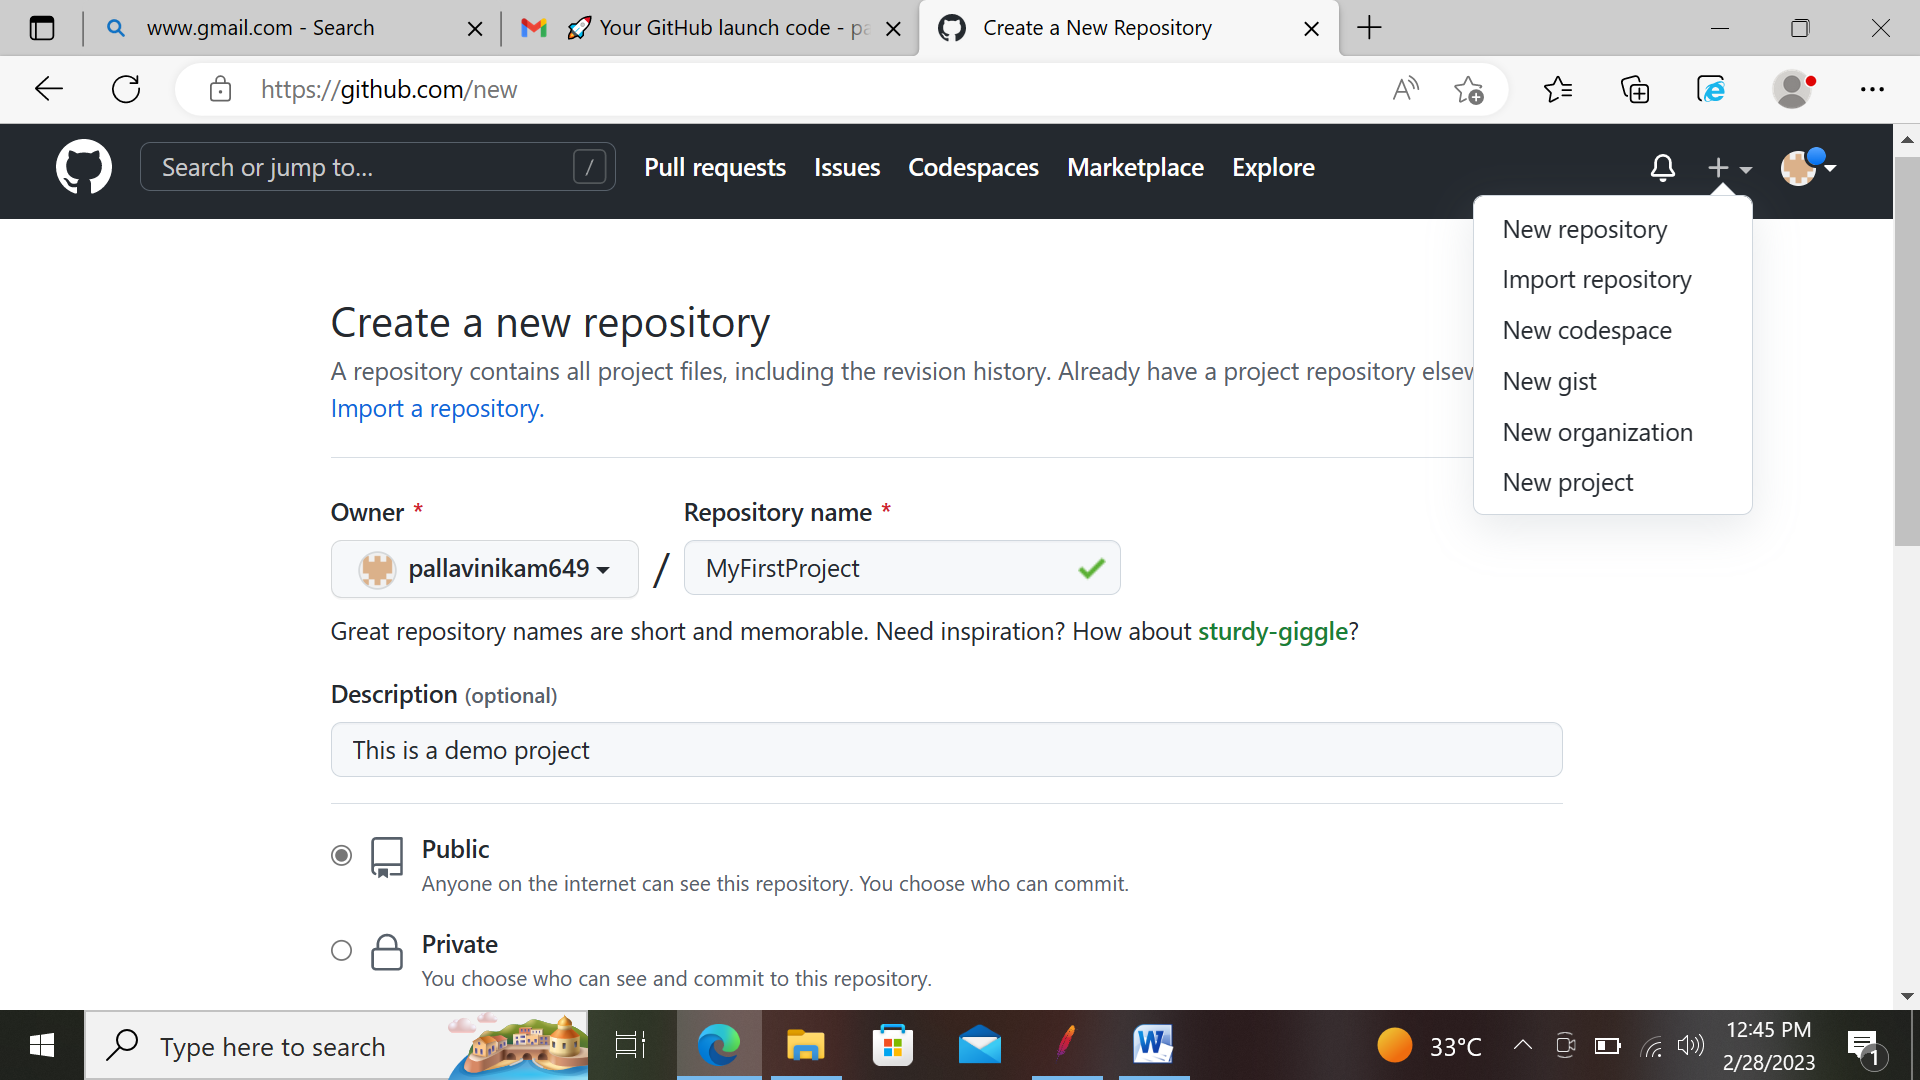 www.gmail.com - Search
Your GitHub launch code - pa
Create a New Repository
https://github.com/new
Search or jump to...
/
Pull requests
Issues
Codespaces
Marketplace
Explore
New repository
Import repository
New codespace
New gist
New organization
New project
Create a new repository
A repository contains all project files, including the revision history. Already have a project repository elsew
Import a repository.
Owner *
Repository name *
pallavinikam649
/
MyFirstProject
Great repository names are short and memorable. Need inspiration? How about sturdy-giggle?
Description (optional)
This is a demo project
Public
Anyone on the internet can see this repository. You choose who can commit.
Private
You choose who can see and commit to this repository.
Type here to search
33°C
12:45 PM
2/28/2023
1